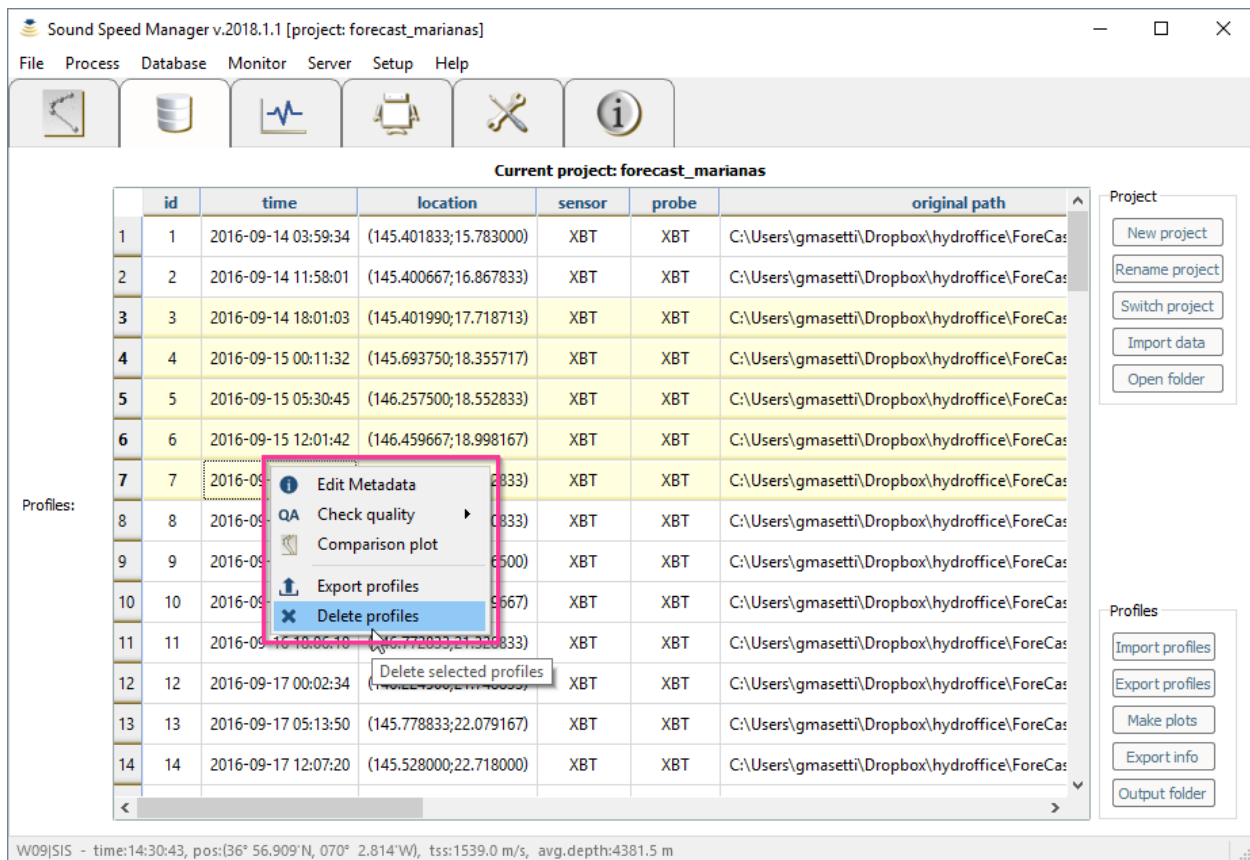 Sound Speed Manager v.2018.1.1 [project: forecast_marianas]
File Process Database Monitor Server Setup Help
Current project: forecast_marianas
id time location sensor probe original path
1 1 2016-09-14 03:59:34 (145.401833;15.783000) XBT XBT C:\Users\gmasetti\Dropbox\hydroffice\ForeCas
2 2 2016-09-14 11:58:01 (145.400667;16.867833) XBT XBT C:\Users\gmasetti\Dropbox\hydroffice\ForeCas
3 3 2016-09-14 18:01:03 (145.401990;17.718713) XBT XBT C:\Users\gmasetti\Dropbox\hydroffice\ForeCas
4 4 2016-09-15 00:11:32 (145.693750;18.355717) XBT XBT C:\Users\gmasetti\Dropbox\hydroffice\ForeCas
5 5 2016-09-15 05:30:45 (146.257500;18.552833) XBT XBT C:\Users\gmasetti\Dropbox\hydroffice\ForeCas
6 6 2016-09-15 12:01:42 (146.459667;18.998167) XBT XBT C:\Users\gmasetti\Dropbox\hydroffice\ForeCas
7 7 2016-09- 2833) XBT XBT C:\Users\gmasetti\Dropbox\hydroffice\ForeCas
8 8 2016-09- 0833) XBT XBT C:\Users\gmasetti\Dropbox\hydroffice\ForeCas
9 9 2016-09- 6500) XBT XBT C:\Users\gmasetti\Dropbox\hydroffice\ForeCas
10 10 2016-09- 9667) XBT XBT C:\Users\gmasetti\Dropbox\hydroffice\ForeCas
11 11 2016-09-16 XBT XBT C:\Users\gmasetti\Dropbox\hydroffice\ForeCas
12 12 2016-09-17 00:02:34 XBT XBT C:\Users\gmasetti\Dropbox\hydroffice\ForeCas
13 13 2016-09-17 05:13:50 (145.778833;22.079167) XBT XBT C:\Users\gmasetti\Dropbox\hydroffice\ForeCas
14 14 2016-09-17 12:07:20 (145.528000;22.718000) XBT XBT C:\Users\gmasetti\Dropbox\hydroffice\ForeCas
Profiles:
Edit Metadata
QA Check quality
Comparison plot
Export profiles
Delete profiles
Delete selected profiles
Project
New project
Rename project
Switch project
Import data
Open folder
Profiles
Import profiles
Export profiles
Make plots
Export info
Output folder
W09|SIS - time:14:30:43, pos:(36° 56.909'N, 070° 2.814'W), tss:1539.0 m/s, avg.depth:4381.5 m